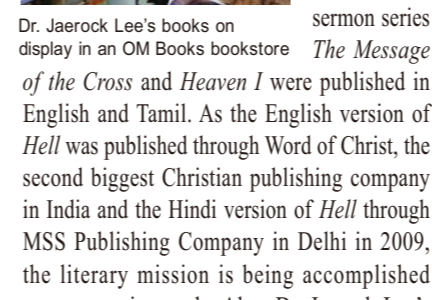 Dr. Jaerock Lee's books on
display in an OM Books bookstore
sermon series
The Message
of the Cross and Heaven I were published in
English and Tamil. As the English version of
Hell was published through Word of Christ, the
second biggest Christian publishing company
in India and the Hindi version of Hell through
MSS Publishing Company in Delhi in 2009,
the literary mission is being accomplished